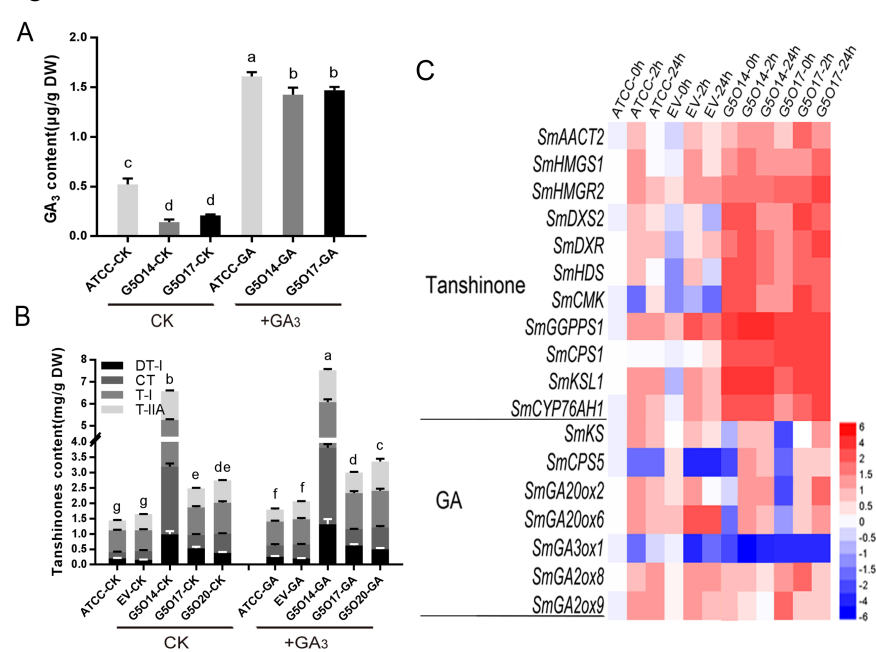 A
GA3 content(μg/g DW)
2.0
1.5
1.0
0.5
0.0
c
d
d
a
b
b
ATCC-CK
G5O14-CK
G5O17-CK
ATCC-GA
G5O14-GA
G5O17-GA
CK
+GA3
B
Tanshinones content(mg/g DW)
8
7
6
5
4.0
3.5
3.0
2.5
2.0
1.5
1.0
0.5
0.0
DT-I
CT
T-I
T-IIA
g
g
b
e
de
f
f
a
d
c
ATCC-CK
EV-CK
G5O14-CK
G5O17-CK
G5O20-CK
ATCC-GA
EV-GA
G5O14-GA
G5O17-GA
G5O20-GA
CK
+GA3
C
ATCC-0h
ATCC-2h
ATCC-24h
EV-0h
EV-2h
EV-24h
G5O14-0h
G5O14-2h
G5O14-24h
G5O17-0h
G5O17-2h
G5O17-24h
Tanshinone
SmAACT2
SmHMGS1
SmHMGR2
SmDXS2
SmDXR
SmHDS
SmCMK
SmGGPPS1
SmCPS1
SmKSL1
SmCYP76AH1
GA
SmKS
SmCPS5
SmGA20ox2
SmGA20ox6
SmGA3ox1
SmGA2ox8
SmGA2ox9
6
4
2
1.5
1
0.5
0
-0.5
-1
-1.5
-2
-4
-6